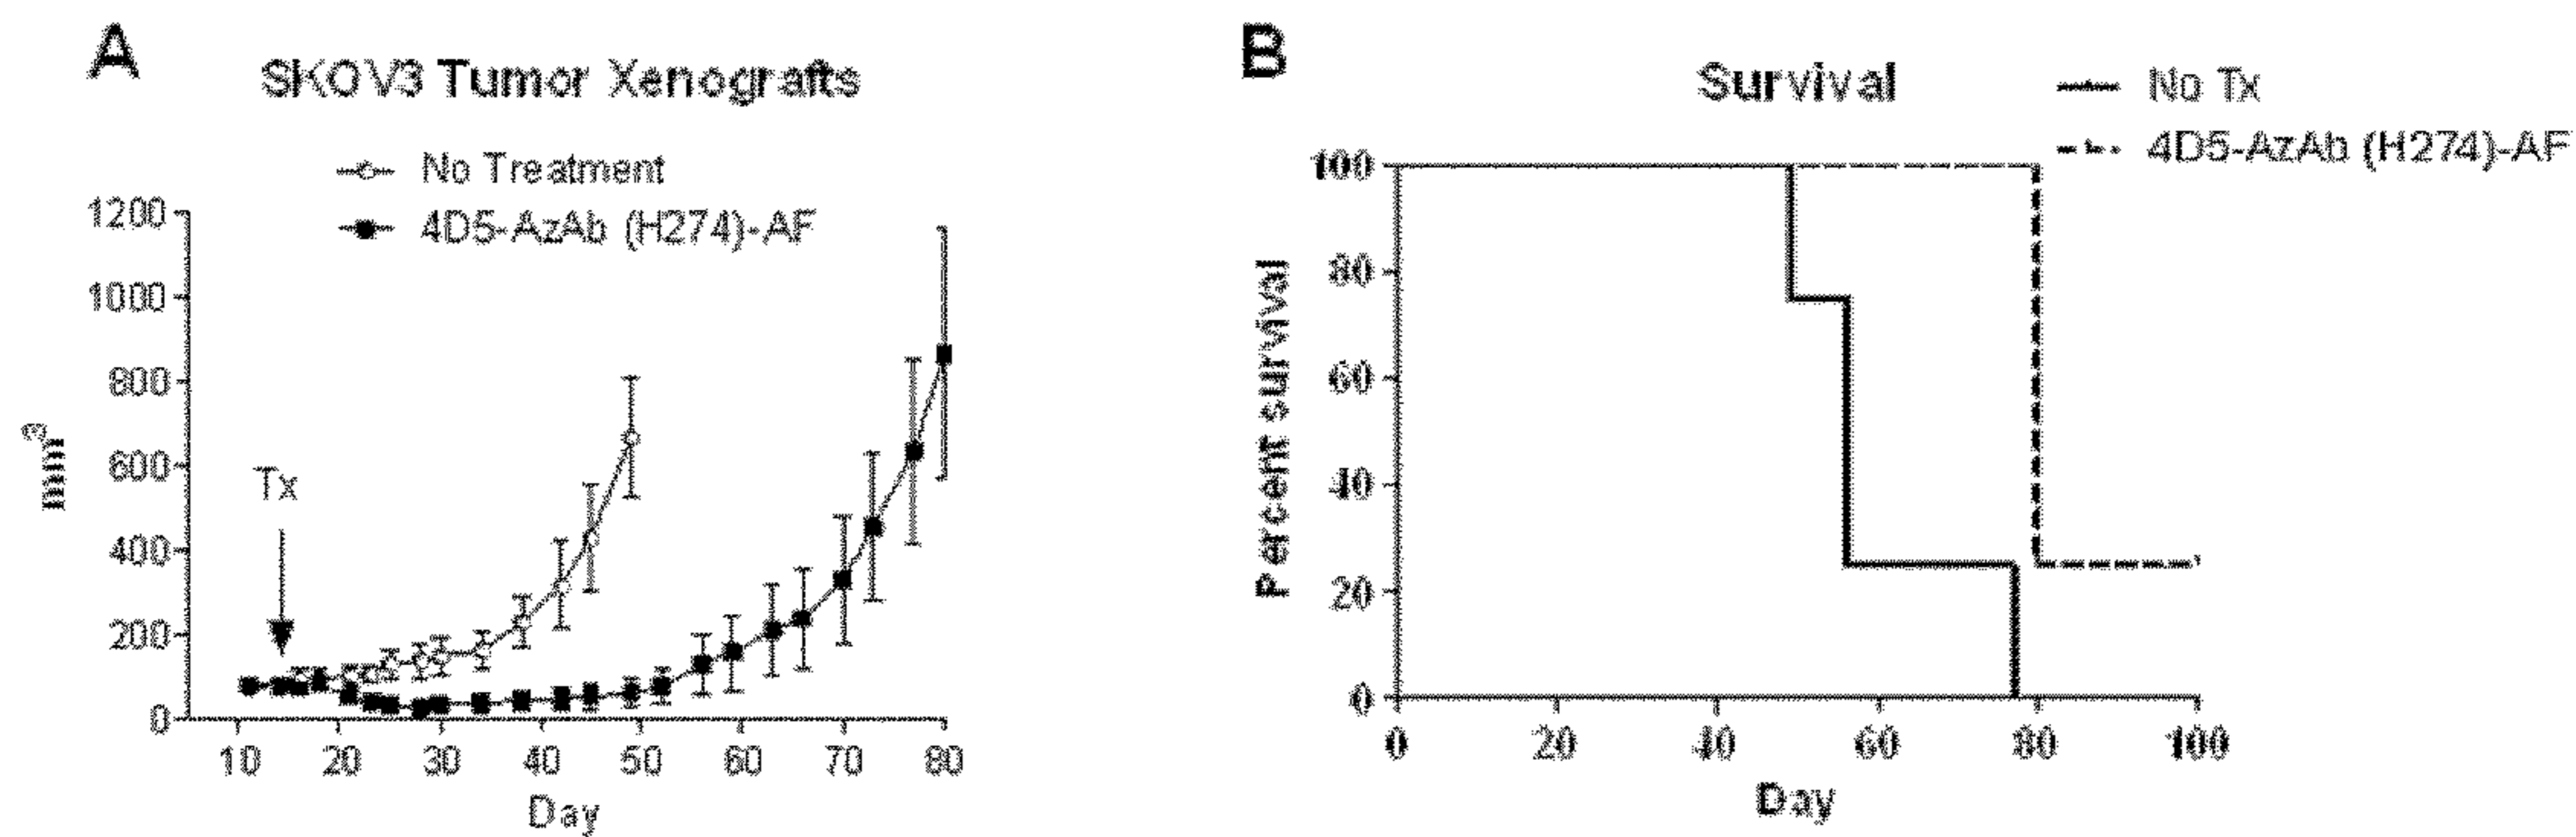 A
SKOV3 Tumor Xenografts
No Treatment
4D5-AzAb (H274)-AF
1200
1000
800
600
400
200
0
mm³
Tx
10 20 30 40 50 60 70 80
Day
B
Survival
No Tx
4D5-AzAb (H274)-AF
100
80
60
40
20
0
Percent survival
0 20 40 60 80 100
Day